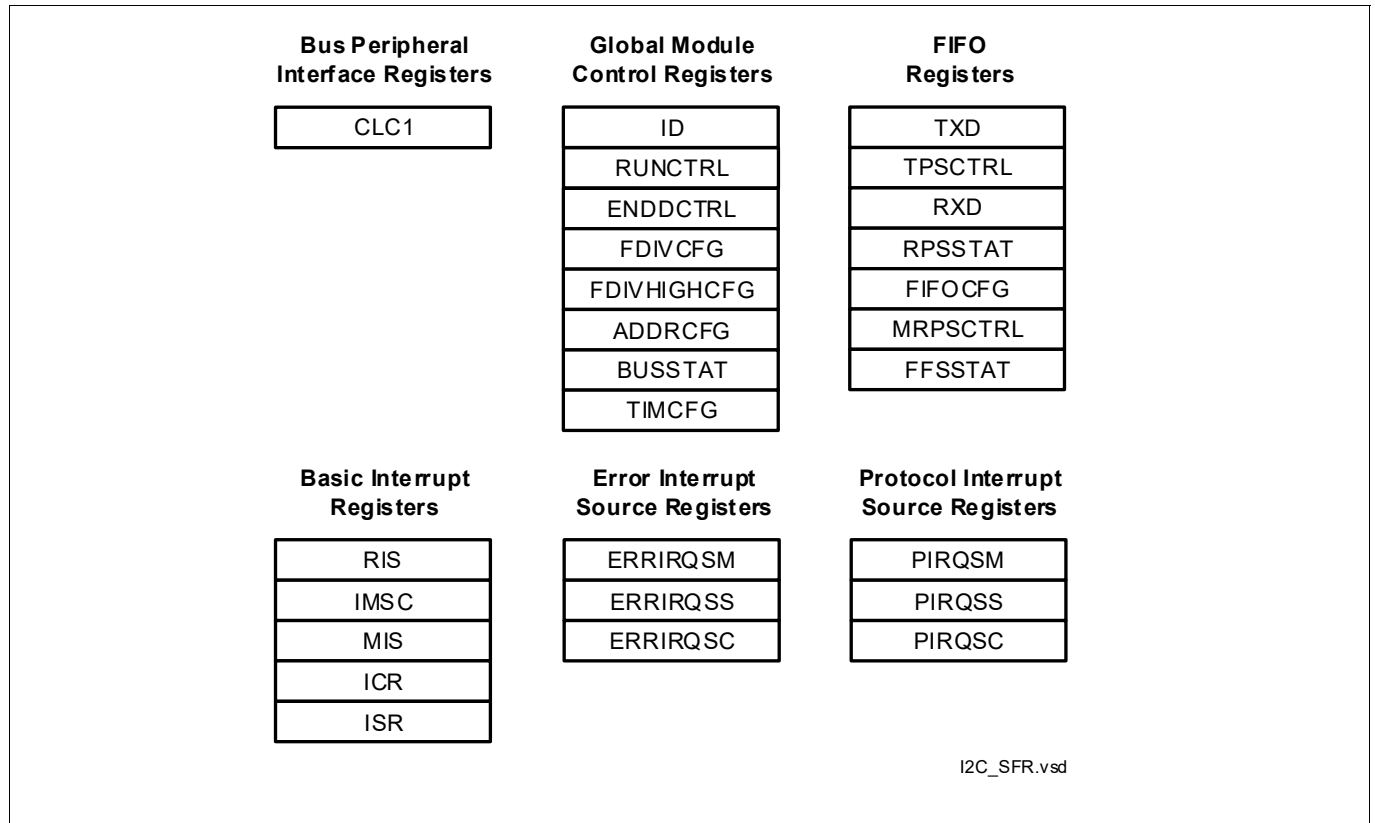 Bus Peripheral
Interface Registers
CLC1
Global Module
Control Registers
ID
RUNCTRL
ENDDCTRL
FDIVCFG
FDIVHIGHCFG
ADDRCFG
BUSSTAT
TIMCFG
FIFO
Registers
TXD
TPSCTRL
RXD
RPSSTAT
FIFOCFG
MRPSCTRL
FFSSTAT
Basic Interrupt
Registers
RIS
IMSC
MIS
ICR
ISR
Error Interrupt
Source Registers
ERRIRQSM
ERRIRQSS
ERRIRQSC
Protocol Interrupt
Source Registers
PIRQSM
PIRQSS
PIRQSC
I2C_SFR.vsd